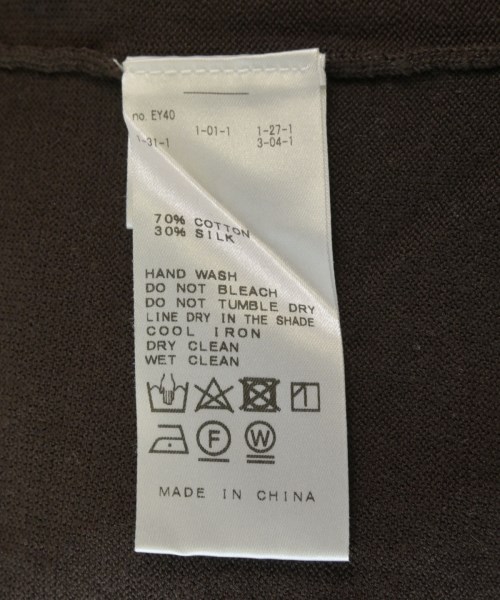 no. EY40
1-01-1 1-27-1
-31-1 3-04-1
70% COTTON
30% SILK
HAND WASH
DO NOT BLEACH
DO NOT TUMBLE DRY
LINE DRY IN THE SHADE
COOL IRON
DRY CLEAN
WET CLEAN
F W
MADE IN CHINA